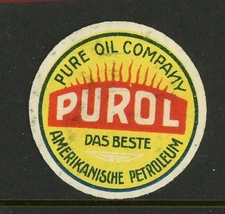 PURE OIL COMPANY
PUROL
DAS BESTE
AMERIKANISCHE PETROLEUM